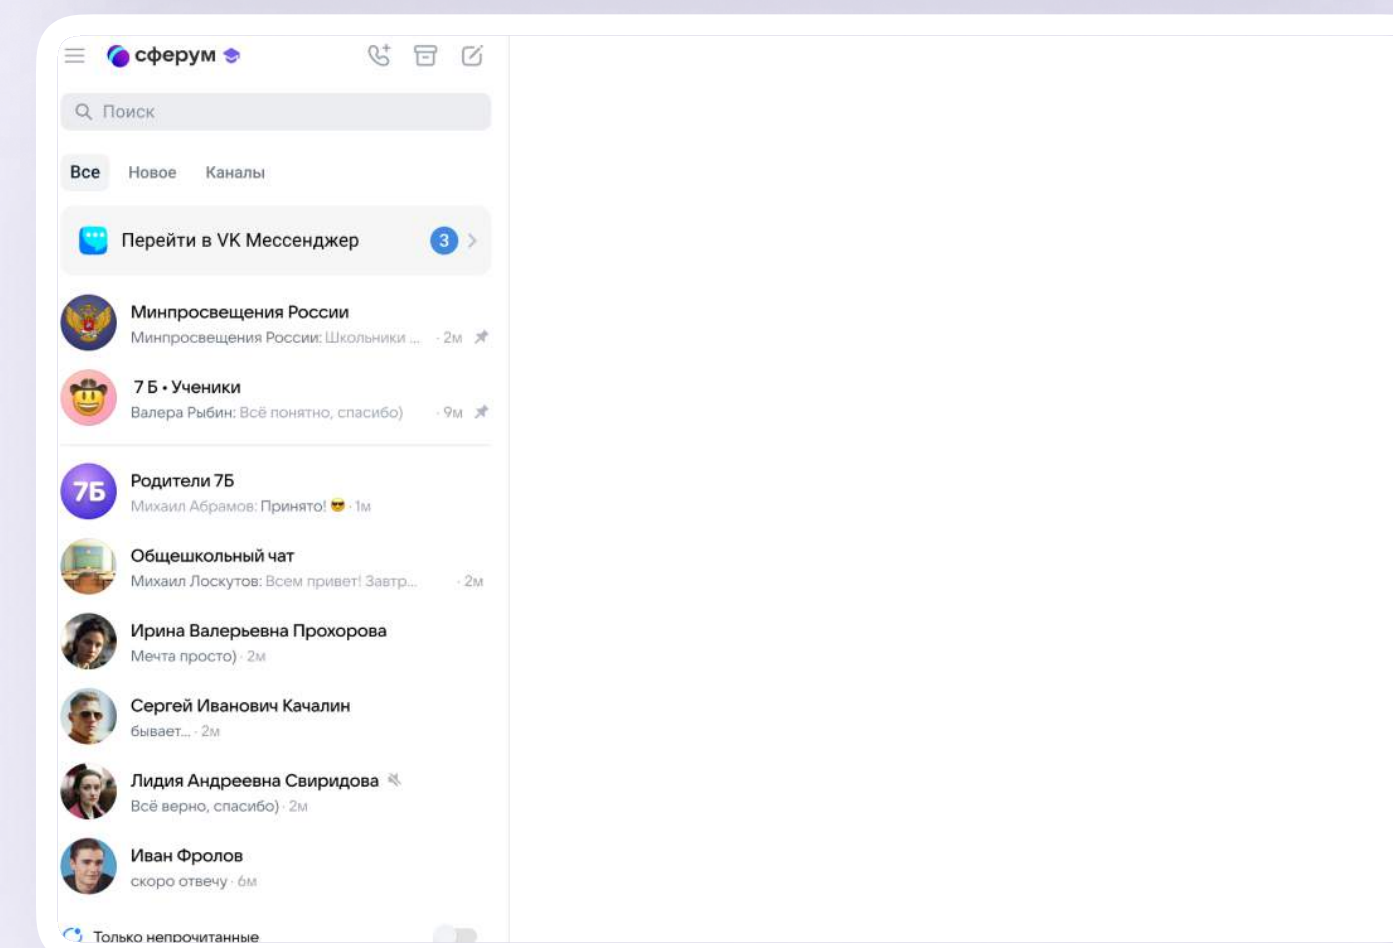 сферум
Поиск
Все Новое Каналы
Перейти в VK Мессенджер 3
Минпросвещения России
Минпросвещения России: Школьники ... · 2м
7 Б • Ученики
Валера Рыбин: Всё понятно, спасибо) · 9м
7Б
Родители 7Б
Михаил Абрамов: Принято! 😎 · 1м
Общешкольный чат
Михаил Лоскутов: Всем привет! Завтр... · 2м
Ирина Валерьевна Прохорова
Мечта просто) · 2м
Сергей Иванович Качалин
бывает... · 2м
Лидия Андреевна Свиридова
Всё верно, спасибо) · 2м
Иван Фролов
скоро отвечу · 6м
Только непрочитанные